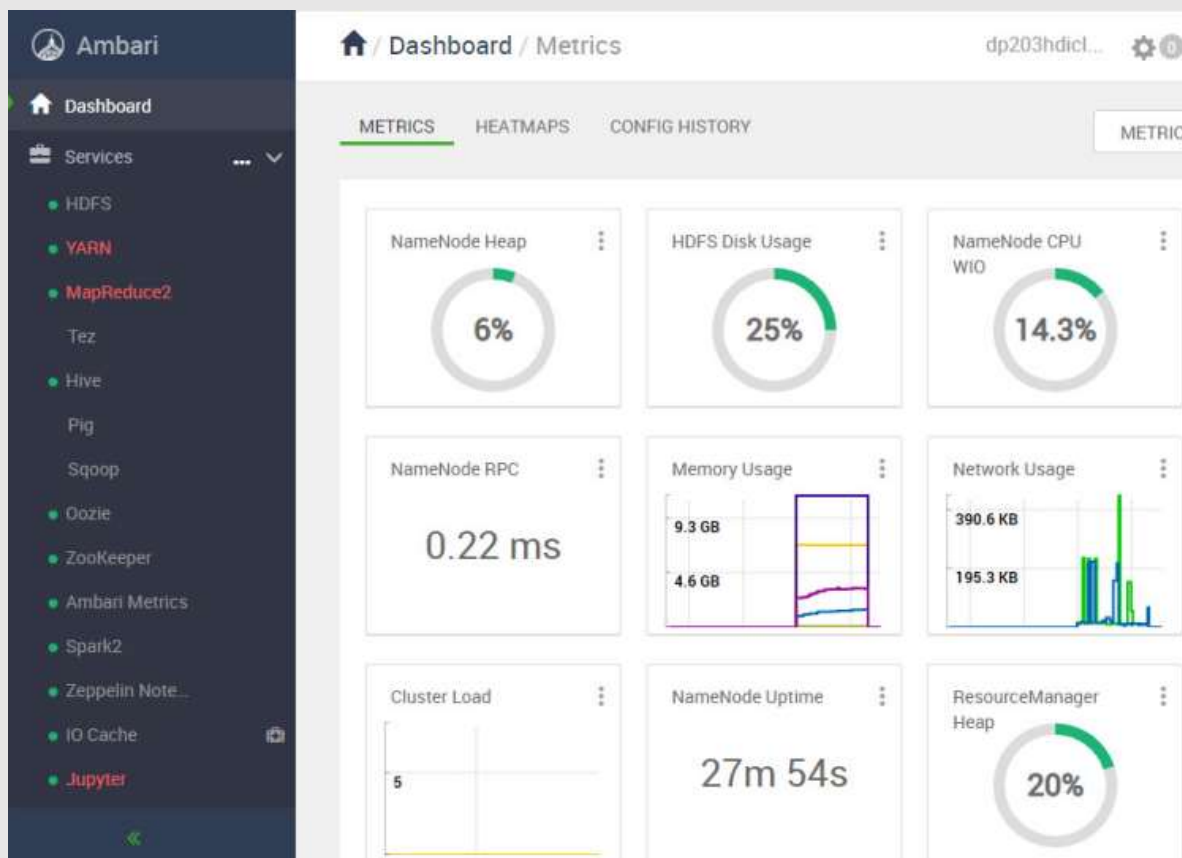 Ambari
Dashboard
Services ...
HDFS
YARN
MapReduce2
Tez
Hive
Pig
Sqoop
Oozie
ZooKeeper
Ambari Metrics
Spark2
Zeppelin Note...
IO Cache
Jupyter
«
/ Dashboard / Metrics
dp203hdicl...
0
METRICS
HEATMAPS
CONFIG HISTORY
METRIC
NameNode Heap
6%
HDFS Disk Usage
25%
NameNode CPU
WIO
14.3%
NameNode RPC
0.22 ms
Memory Usage
9.3 GB
4.6 GB
Network Usage
390.6 KB
195.3 KB
Cluster Load
5
NameNode Uptime
27m 54s
ResourceManager
Heap
20%